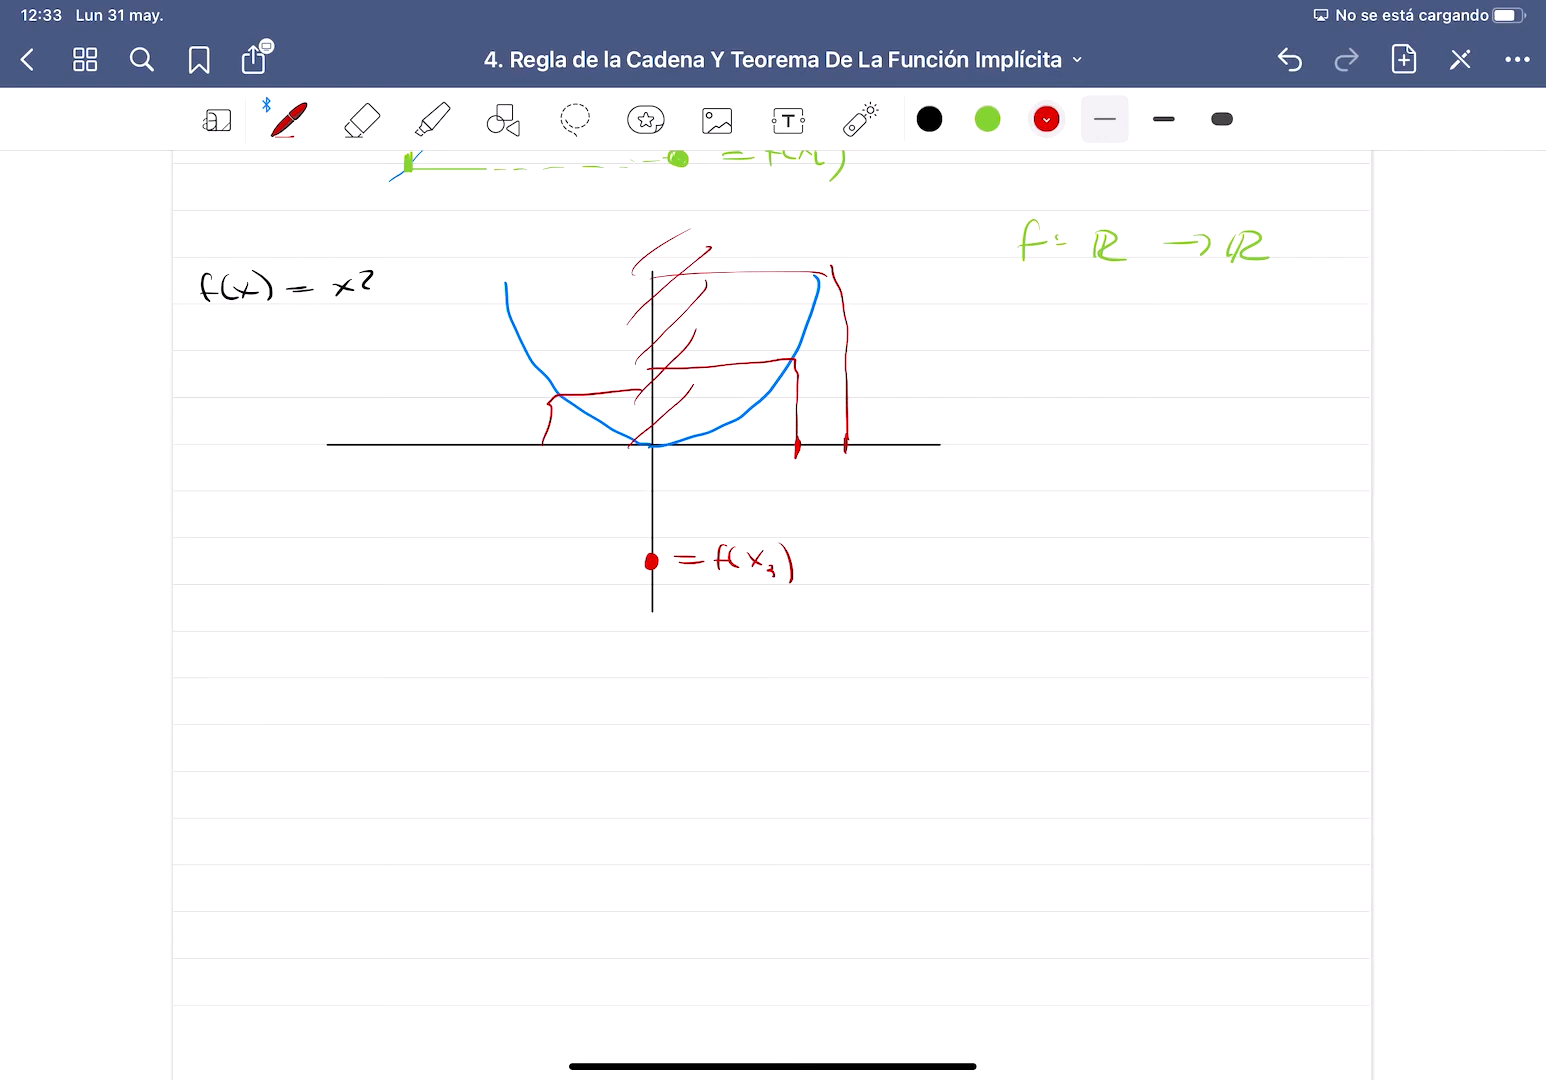 12:33 Lun 31 may. No se está cargando
4. Regla de la Cadena Y Teorema De La Función Implícita
T
f: ℝ → ℝ
f(x) = x²
= f(x₃)